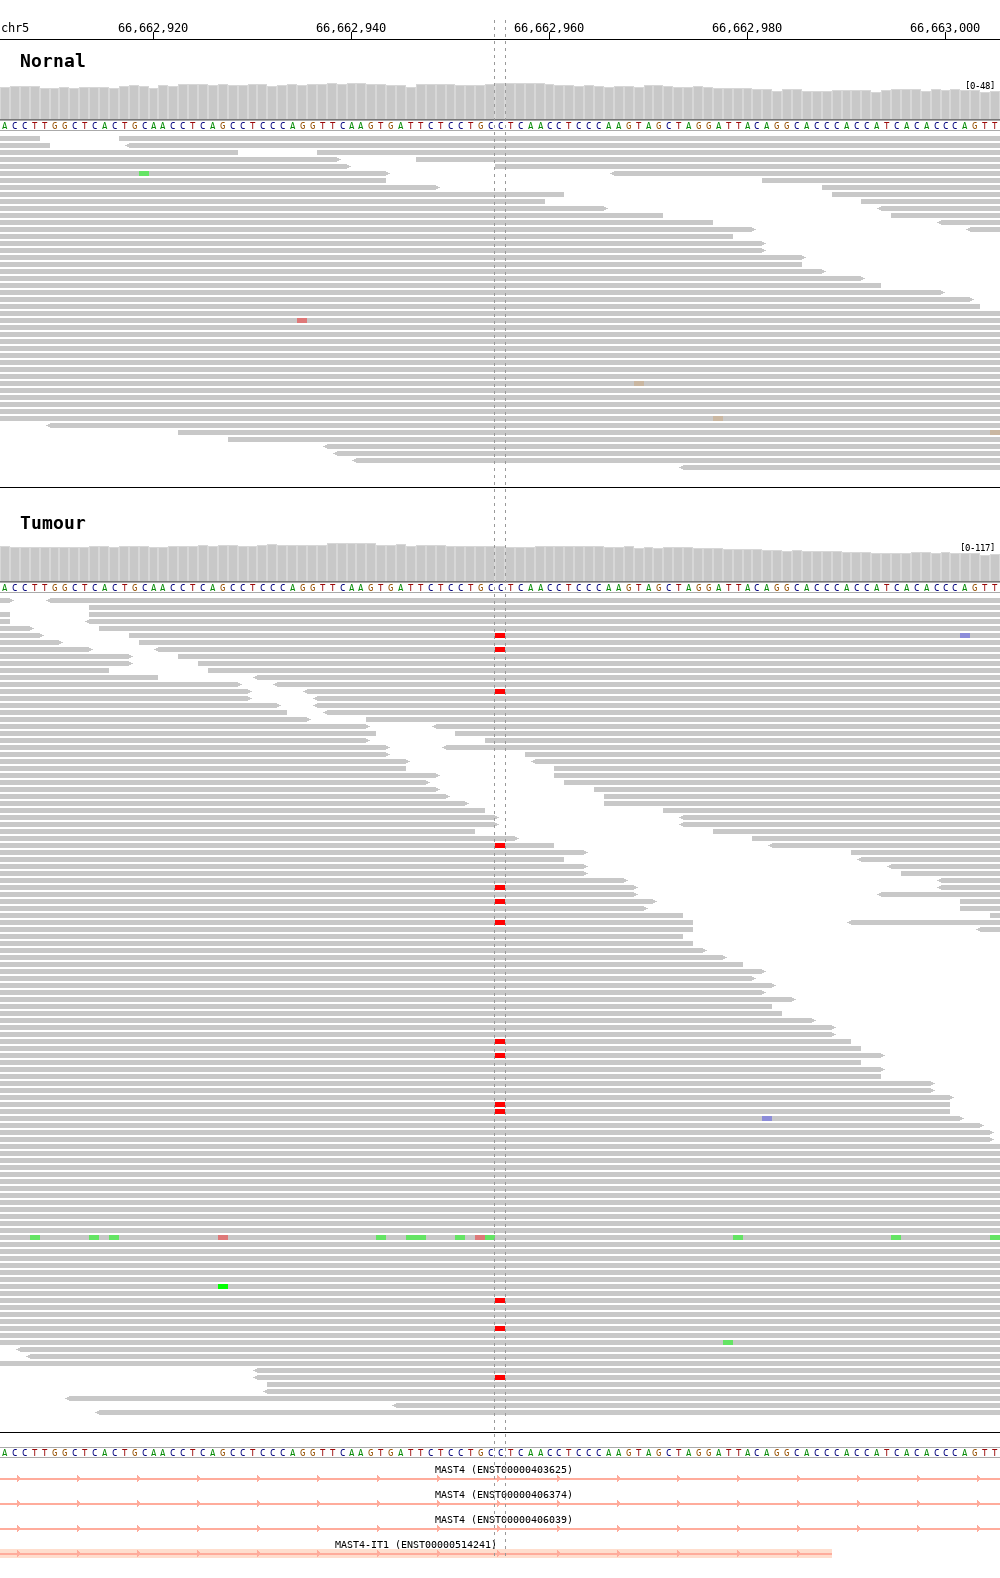 chr5 66,662,920 66,662,940 66,662,960 66,662,980 66,663,000
Nornal
[0-48]
ACCTTGGCTCACTGCAACCTCAGCCTCCCAGGTTCAAGTGATTCTCCTGCCTCAACCTCCCAAGTAGCTAGGATTACAGGCACCCACCATCACACCCAGTT
Tumour
[0-117]
ACCTTGGCTCACTGCAACCTCAGCCTCCCAGGTTCAAGTGATTCTCCTGCCTCAACCTCCCAAGTAGCTAGGATTACAGGCACCCACCATCACACCCAGTT
ACCTTGGCTCACTGCAACCTCAGCCTCCCAGGTTCAAGTGATTCTCCTGCCTCAACCTCCCAAGTAGCTAGGATTACAGGCACCCACCATCACACCCAGTT
MAST4 (ENST00000403625)
MAST4 (ENST00000406374)
MAST4 (ENST00000406039)
MAST4-IT1 (ENST00000514241)